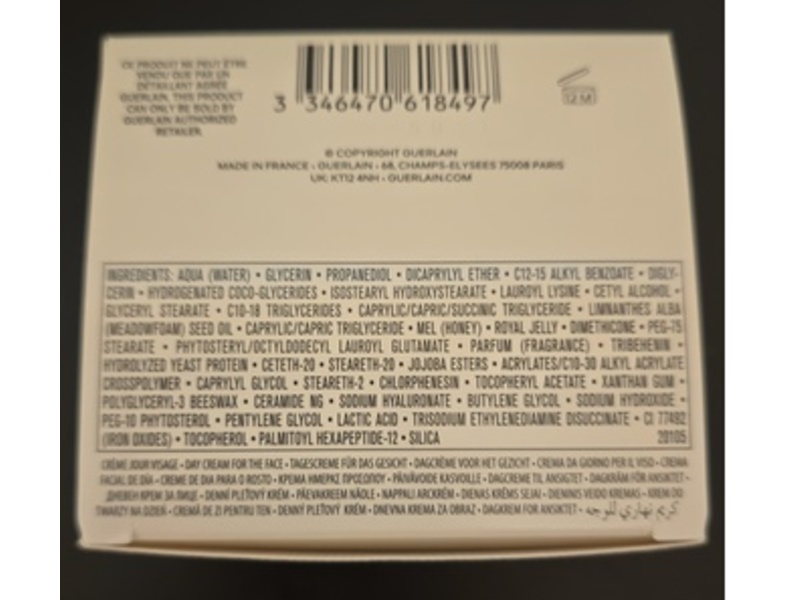 CE PRODUIT NE PEUT ÊTRE
VENDU QUE PAR UN
DÉTAILLANT AGRÉÉ
GUERLAIN. THIS PRODUCT
CAN ONLY BE SOLD BY
GUERLAIN AUTHORIZED
RETAILER.
3 346470 618497
12 M
© COPYRIGHT GUERLAIN
MADE IN FRANCE - GUERLAIN - 68, CHAMPS-ELYSEES 75008 PARIS
UK: KT12 4NH - GUERLAIN.COM
INGREDIENTS: AQUA (WATER) • GLYCERIN • PROPANEDIOL • DICAPRYLYL ETHER • C12-15 ALKYL BENZOATE • DIGLY-
CERIN • HYDROGENATED COCO-GLYCERIDES • ISOSTEARYL HYDROXYSTEARATE • LAUROYL LYSINE • CETYL ALCOHOL •
GLYCERYL STEARATE • C10-18 TRIGLYCERIDES • CAPRYLIC/CAPRIC/SUCCINIC TRIGLYCERIDE • LIMNANTHES ALBA
(MEADOWFOAM) SEED OIL • CAPRYLIC/CAPRIC TRIGLYCERIDE • MEL (HONEY) • ROYAL JELLY • DIMETHICONE • PEG-75
STEARATE • PHYTOSTERYL/OCTYLDODECYL LAUROYL GLUTAMATE • PARFUM (FRAGRANCE) • TRIBEHENIN •
HYDROLYZED YEAST PROTEIN • CETETH-20 • STEARETH-20 • JOJOBA ESTERS • ACRYLATES/C10-30 ALKYL ACRYLATE
CROSSPOLYMER • CAPRYLYL GLYCOL • STEARETH-2 • CHLORPHENESIN • TOCOPHERYL ACETATE • XANTHAN GUM •
POLYGLYCERYL-3 BEESWAX • CERAMIDE NG • SODIUM HYALURONATE • BUTYLENE GLYCOL • SODIUM HYDROXIDE •
PEG-10 PHYTOSTEROL • PENTYLENE GLYCOL • LACTIC ACID • TRISODIUM ETHYLENEDIAMINE DISUCCINATE • CI 77492
(IRON OXIDES) • TOCOPHEROL • PALMITOYL HEXAPEPTIDE-12 • SILICA 20105
CRÈME JOUR VISAGE • DAY CREAM FOR THE FACE • TAGESCREME FÜR DAS GESICHT • DAGCRÈME VOOR HET GEZICHT • CREMA DA GIORNO PER IL VISO • CREMA
FACIAL DE DÍA • CREME DE DIA PARA O ROSTO • ΚΡΕΜΑ ΗΜΕΡΑΣ ΠΡΟΣΩΠΟΥ • PÄIVÄVOIDE KASVOILLE • DAGCREME TIL ANSIGTET • DAGKRÄM FÖR ANSIKTET •
ДНЕВЕН КРЕМ ЗА ЛИЦЕ • DENNÍ PLEŤOVÝ KRÉM • PÄEVAKREEM NÄOLE • NAPPALI ARCKRÉM • DIENAS KRĒMS SEJAI • DIENINIS VEIDO KREMAS • KREM DO
TWARZY NA DZIEŃ • CREMĂ DE ZI PENTRU TEN • DENNÝ PLEŤOVÝ KRÉM • DNEVNA KREMA ZA OBRAZ • DAGKREM FOR ANSIKTET • كريم نهاري للوجه